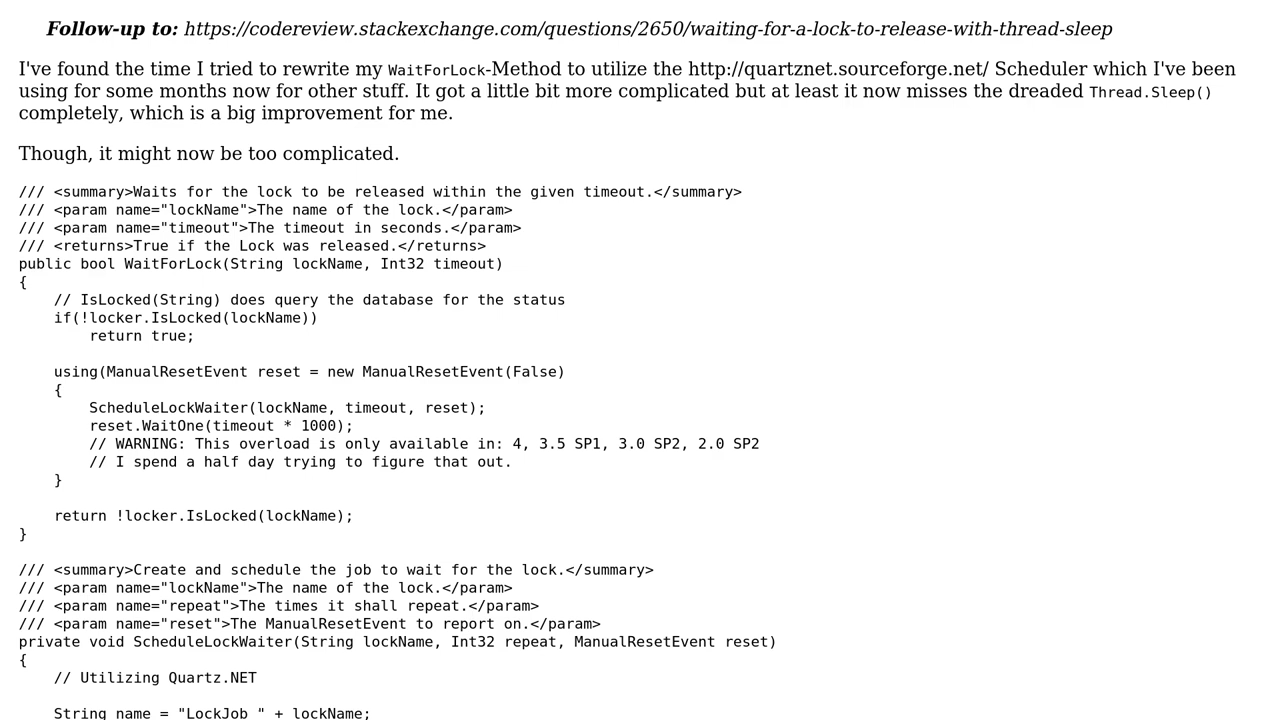 Follow-up to: https://codereview.stackexchange.com/questions/2650/waiting-for-a-lock-to-release-with-thread-sleep
I've found the time I tried to rewrite my WaitForLock-Method to utilize the http://quartznet.sourceforge.net/ Scheduler which I've been
using for some months now for other stuff. It got a little bit more complicated but at least it now misses the dreaded Thread.Sleep()
completely, which is a big improvement for me.
Though, it might now be too complicated.
/// <summary>Waits for the lock to be released within the given timeout.</summary>
/// <param name="lockName">The name of the lock.</param>
/// <param name="timeout">The timeout in seconds.</param>
/// <returns>True if the Lock was released.</returns>
public bool WaitForLock(String lockName, Int32 timeout)
{
    // IsLocked(String) does query the database for the status
    if(!locker.IsLocked(lockName))
        return true;
    using(ManualResetEvent reset = new ManualResetEvent(False)
    {
        ScheduleLockWaiter(lockName, timeout, reset);
        reset.WaitOne(timeout * 1000);
        // WARNING: This overload is only available in: 4, 3.5 SP1, 3.0 SP2, 2.0 SP2
        // I spend a half day trying to figure that out.
    }
    return !locker.IsLocked(lockName);
}
/// <summary>Create and schedule the job to wait for the lock.</summary>
/// <param name="lockName">The name of the lock.</param>
/// <param name="repeat">The times it shall repeat.</param>
/// <param name="reset">The ManualResetEvent to report on.</param>
private void ScheduleLockWaiter(String lockName, Int32 repeat, ManualResetEvent reset)
{
    // Utilizing Quartz.NET
    String name = "LockJob_" + lockName;